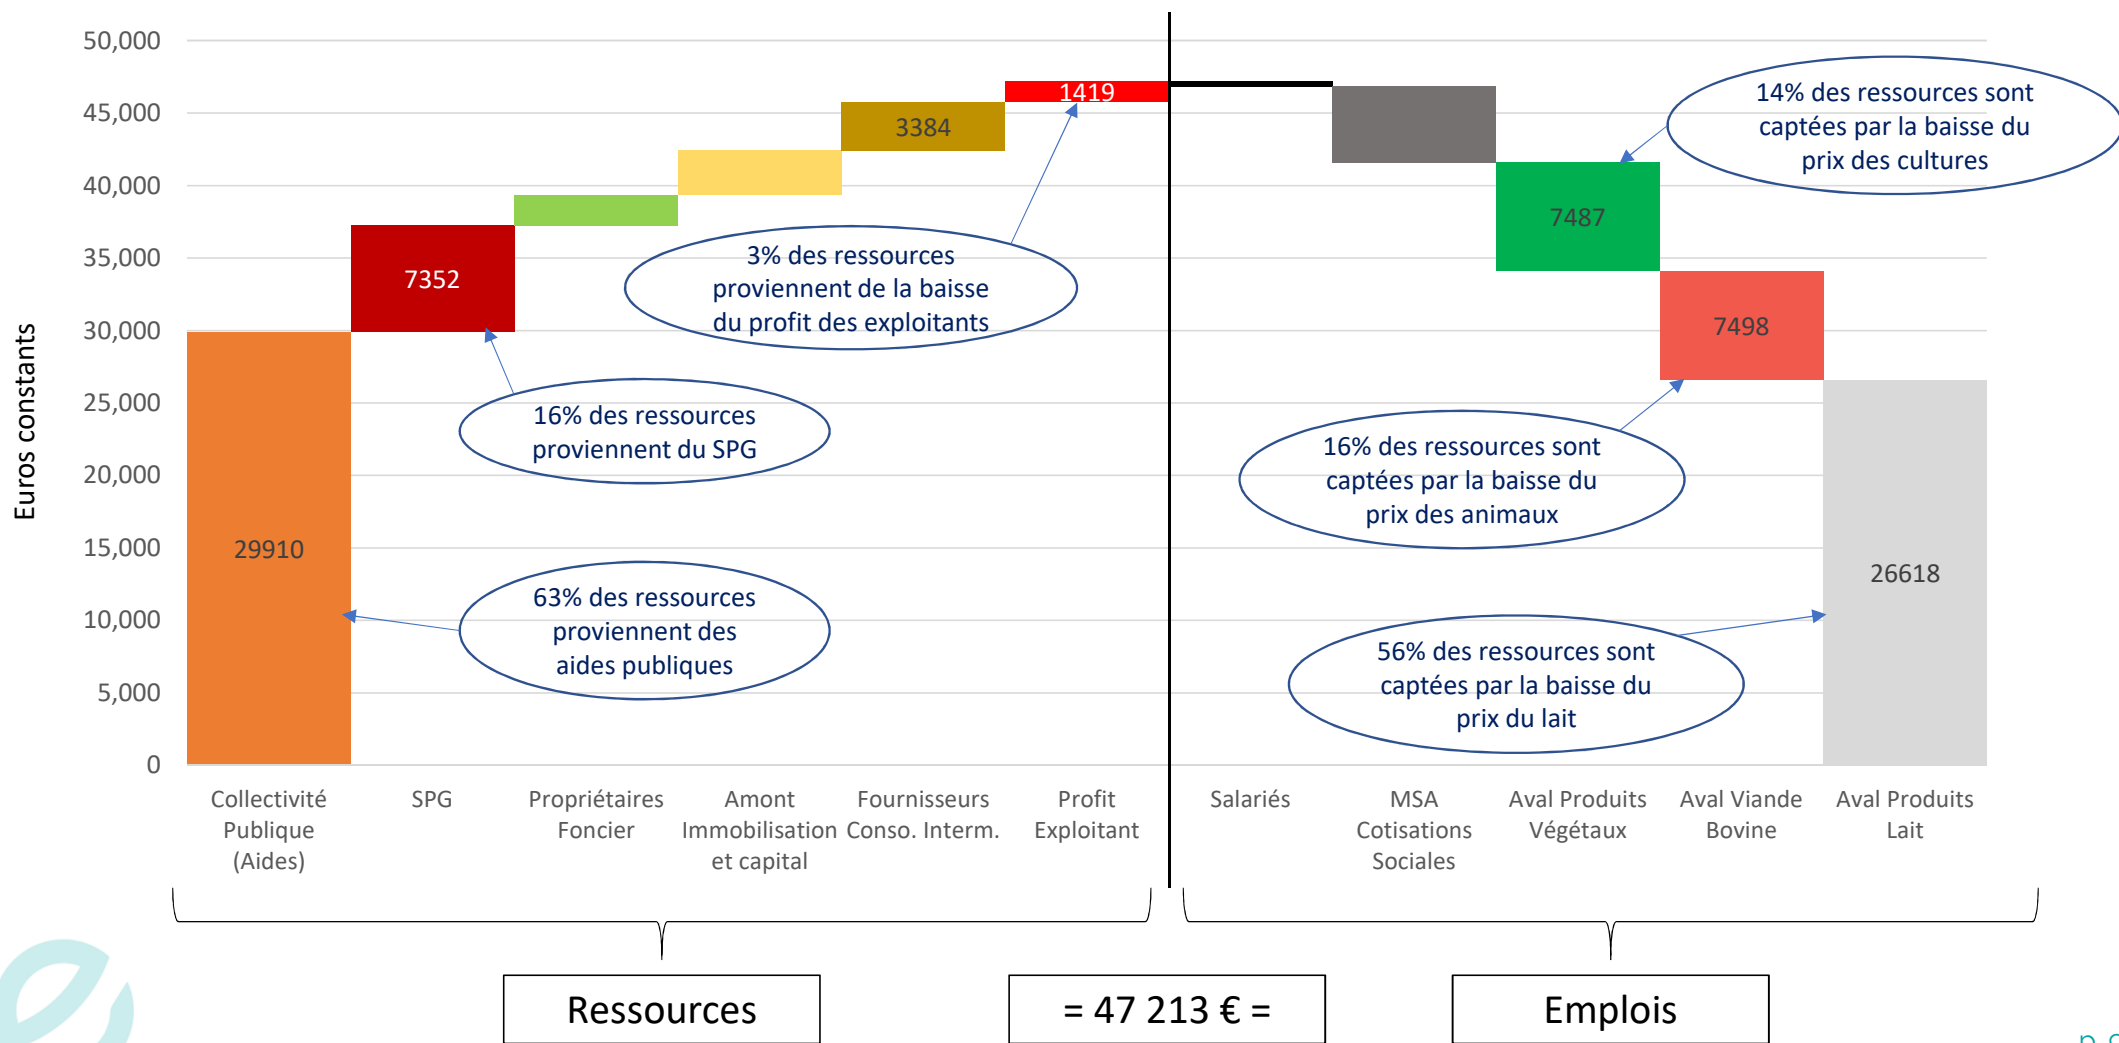 50,000
45,000
40,000
35,000
30,000
25,000
20,000
15,000
10,000
5,000
0
Euros constants
29910
7352
3384
1419
7487
7498
26618
14% des ressources sont
captées par la baisse du
prix des cultures
3% des ressources
proviennent de la baisse
du profit des exploitants
16% des ressources
proviennent du SPG
16% des ressources sont
captées par la baisse du
prix des animaux
63% des ressources
proviennent des
aides publiques
56% des ressources sont
captées par la baisse du
prix du lait
Collectivité
Publique
(Aides)
SPG
Propriétaires
Foncier
Amont
Immobilisation
et capital
Fournisseurs
Conso. Interm.
Profit
Exploitant
Salariés
MSA
Cotisations
Sociales
Aval Produits
Végétaux
Aval Viande
Bovine
Aval Produits
Lait
Ressources
= 47 213 € =
Emplois